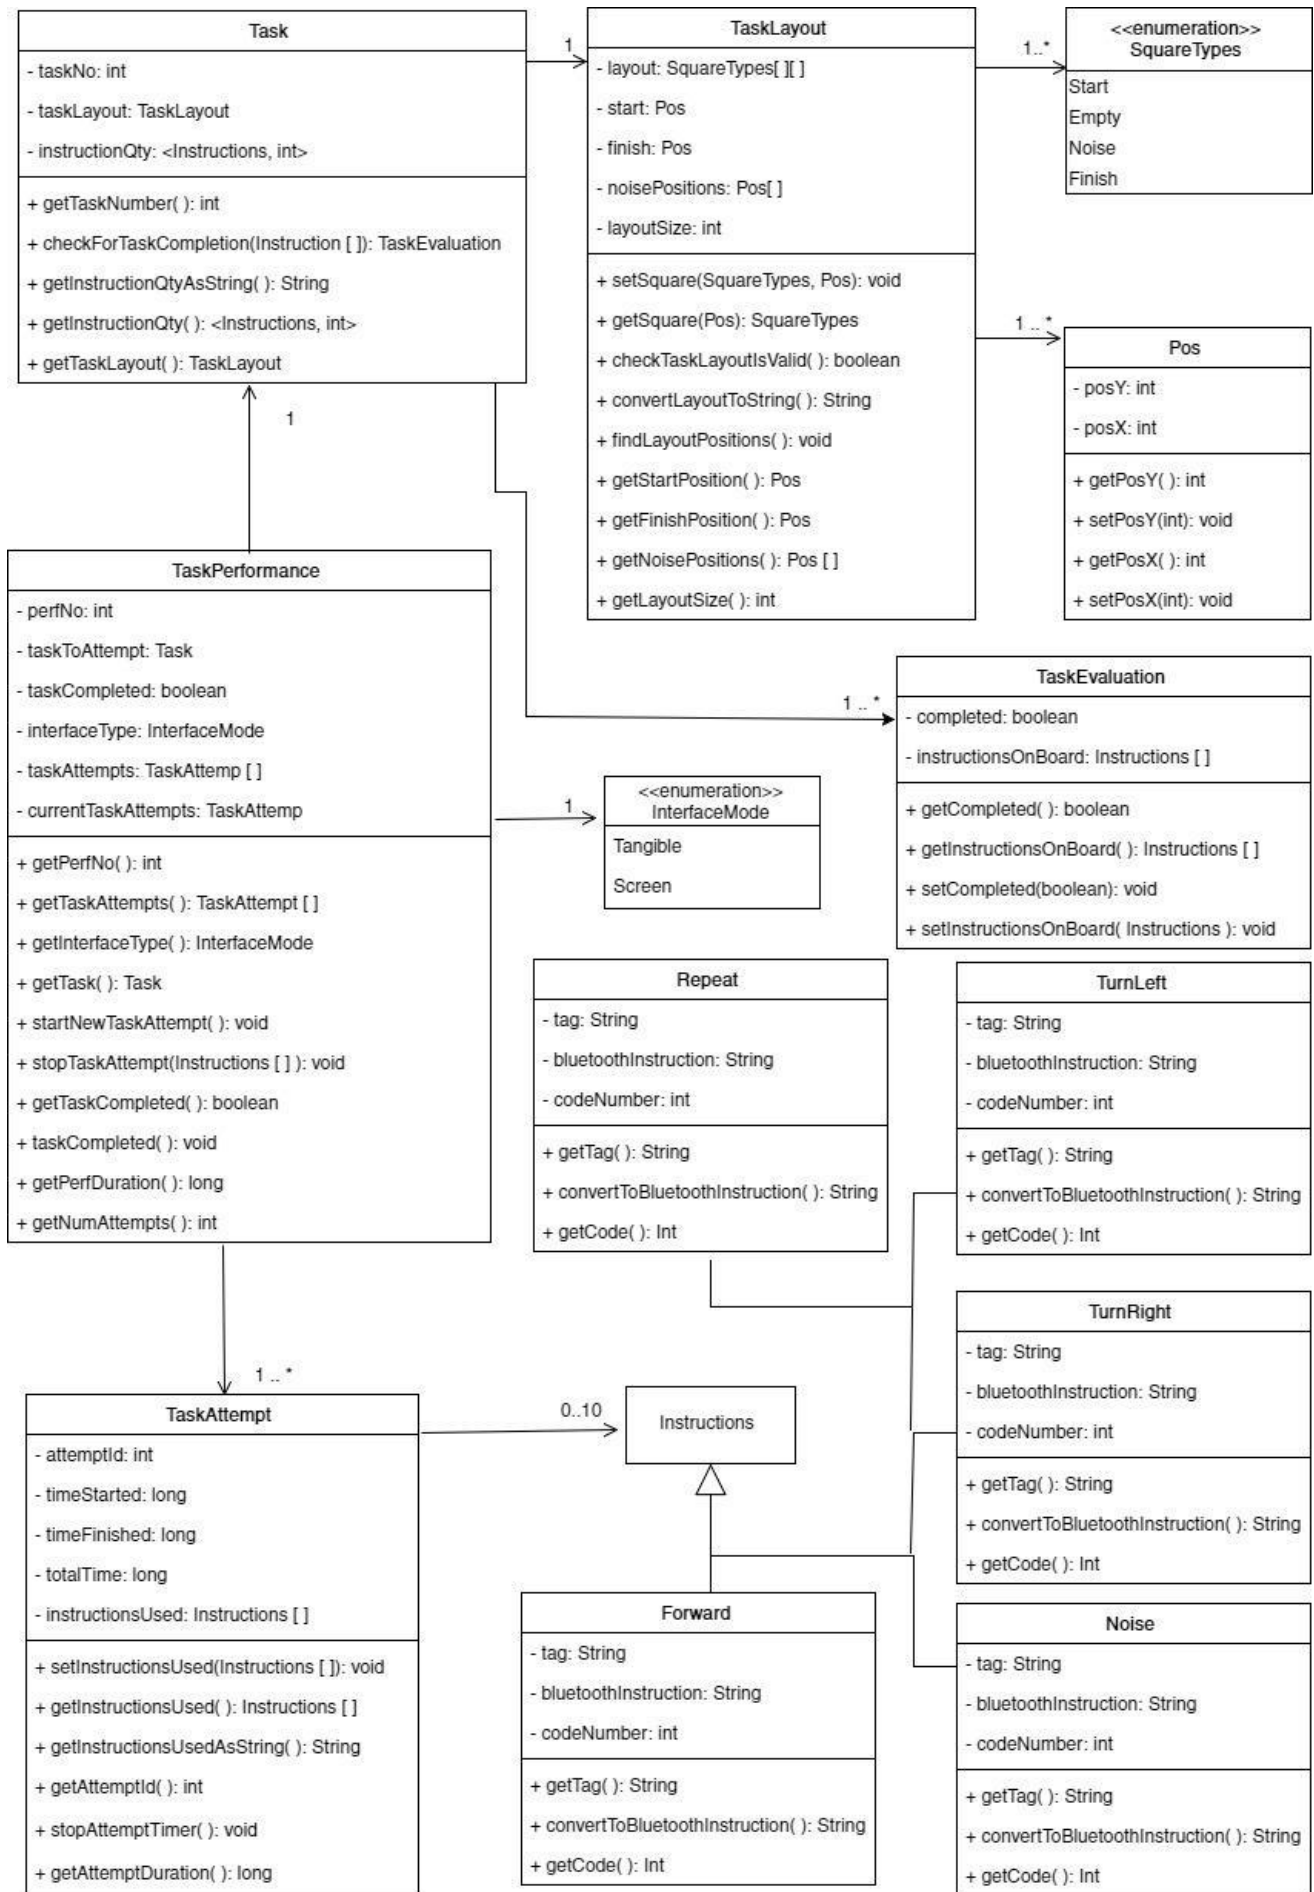 Task
- taskNo: int
- taskLayout: TaskLayout
- instructionQty: <Instructions, int>
+ getTaskNumber( ): int
+ checkForTaskCompletion(Instruction [ ]): TaskEvaluation
+ getInstructionQtyAsString( ): String
+ getInstructionQty( ): <Instructions, int>
+ getTaskLayout( ): TaskLayout
1
TaskLayout
- layout: SquareTypes[ ][ ]
- start: Pos
- finish: Pos
- noisePositions: Pos[ ]
- layoutSize: int
+ setSquare(SquareTypes, Pos): void
+ getSquare(Pos): SquareTypes
+ checkTaskLayoutIsValid( ): boolean
+ convertLayoutToString( ): String
+ findLayoutPositions( ): void
+ getStartPosition( ): Pos
+ getFinishPosition( ): Pos
+ getNoisePositions( ): Pos [ ]
+ getLayoutSize( ): int
1..*
<<enumeration>>
SquareTypes
Start
Empty
Noise
Finish
1 .. *
Pos
- posY: int
- posX: int
+ getPosY( ): int
+ setPosY(int): void
+ getPosX( ): int
+ setPosX(int): void
1
TaskPerformance
- perfNo: int
- taskToAttempt: Task
- taskCompleted: boolean
- interfaceType: InterfaceMode
- taskAttempts: TaskAttemp [ ]
- currentTaskAttempts: TaskAttemp
+ getPerfNo( ): int
+ getTaskAttempts( ): TaskAttempt [ ]
+ getInterfaceType( ): InterfaceMode
+ getTask( ): Task
+ startNewTaskAttempt( ): void
+ stopTaskAttempt(Instructions [ ] ): void
+ getTaskCompleted( ): boolean
+ taskCompleted( ): void
+ getPerfDuration( ): long
+ getNumAttempts( ): int
1 .. *
TaskEvaluation
- completed: boolean
- instructionsOnBoard: Instructions [ ]
+ getCompleted( ): boolean
+ getInstructionsOnBoard( ): Instructions [ ]
+ setCompleted(boolean): void
+ setInstructionsOnBoard( Instructions ): void
1
<<enumeration>>
InterfaceMode
Tangible
Screen
Repeat
- tag: String
- bluetoothInstruction: String
- codeNumber: int
+ getTag( ): String
+ convertToBluetoothInstruction( ): String
+ getCode( ): Int
TurnLeft
- tag: String
- bluetoothInstruction: String
- codeNumber: int
+ getTag( ): String
+ convertToBluetoothInstruction( ): String
+ getCode( ): Int
TurnRight
- tag: String
- bluetoothInstruction: String
- codeNumber: int
+ getTag( ): String
+ convertToBluetoothInstruction( ): String
+ getCode( ): Int
1 .. *
TaskAttempt
- attemptId: int
- timeStarted: long
- timeFinished: long
- totalTime: long
- instructionsUsed: Instructions [ ]
+ setInstructionsUsed(Instructions [ ]): void
+ getInstructionsUsed( ): Instructions [ ]
+ getInstructionsUsedAsString( ): String
+ getAttemptId( ): int
+ stopAttemptTimer( ): void
+ getAttemptDuration( ): long
0..10
Instructions
Forward
- tag: String
- bluetoothInstruction: String
- codeNumber: int
+ getTag( ): String
+ convertToBluetoothInstruction( ): String
+ getCode( ): Int
Noise
- tag: String
- bluetoothInstruction: String
- codeNumber: int
+ getTag( ): String
+ convertToBluetoothInstruction( ): String
+ getCode( ): Int